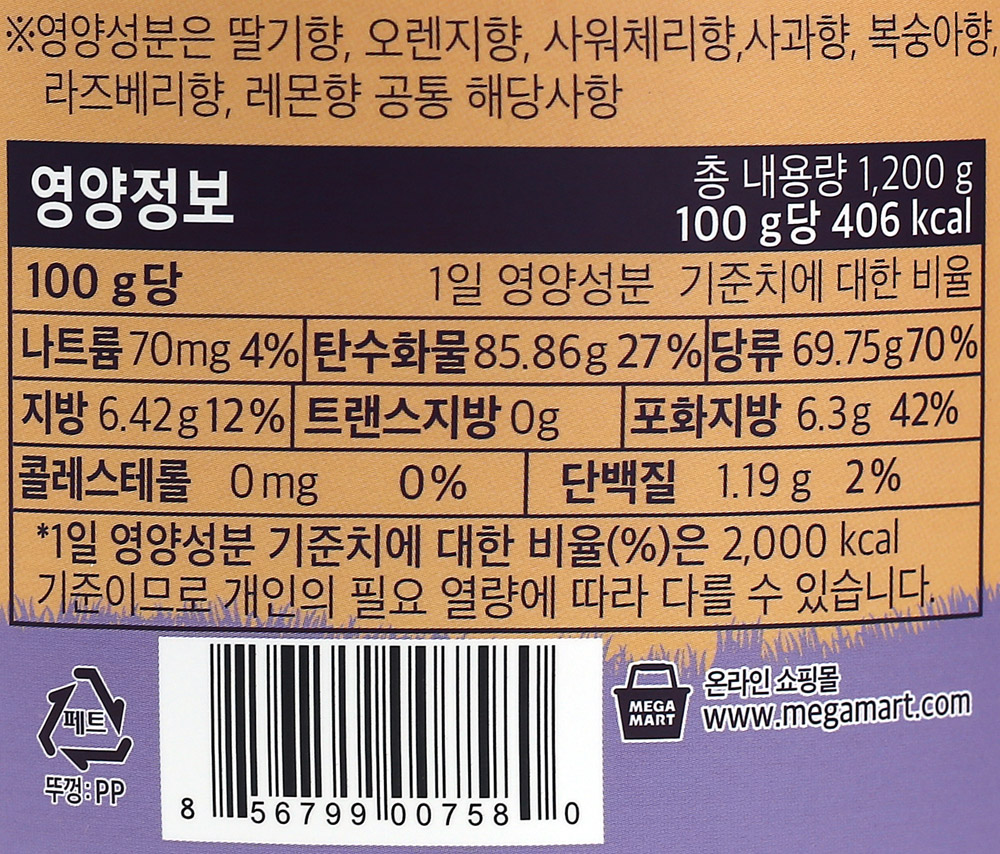 ※영양성분은 딸기향, 오렌지향, 사워체리향,사과향, 복숭아향,
라즈베리향, 레몬향 공통 해당사항
영양정보
총 내용량 1,200 g
100 g당 406 kcal
100 g당 1일 영양성분 기준치에 대한 비율
나트륨 70mg 4% 탄수화물 85.86g 27% 당류 69.75g 70%
지방 6.42g 12% 트랜스지방 0g 포화지방 6.3g 42%
콜레스테롤 0mg 0% 단백질 1.19 g 2%
*1일 영양성분 기준치에 대한 비율(%)은 2,000 kcal
기준이므로 개인의 필요 열량에 따라 다를 수 있습니다.
페트
뚜껑:PP
8 56799 00758 0
MEGA
MART
온라인 쇼핑몰
www.megamart.com